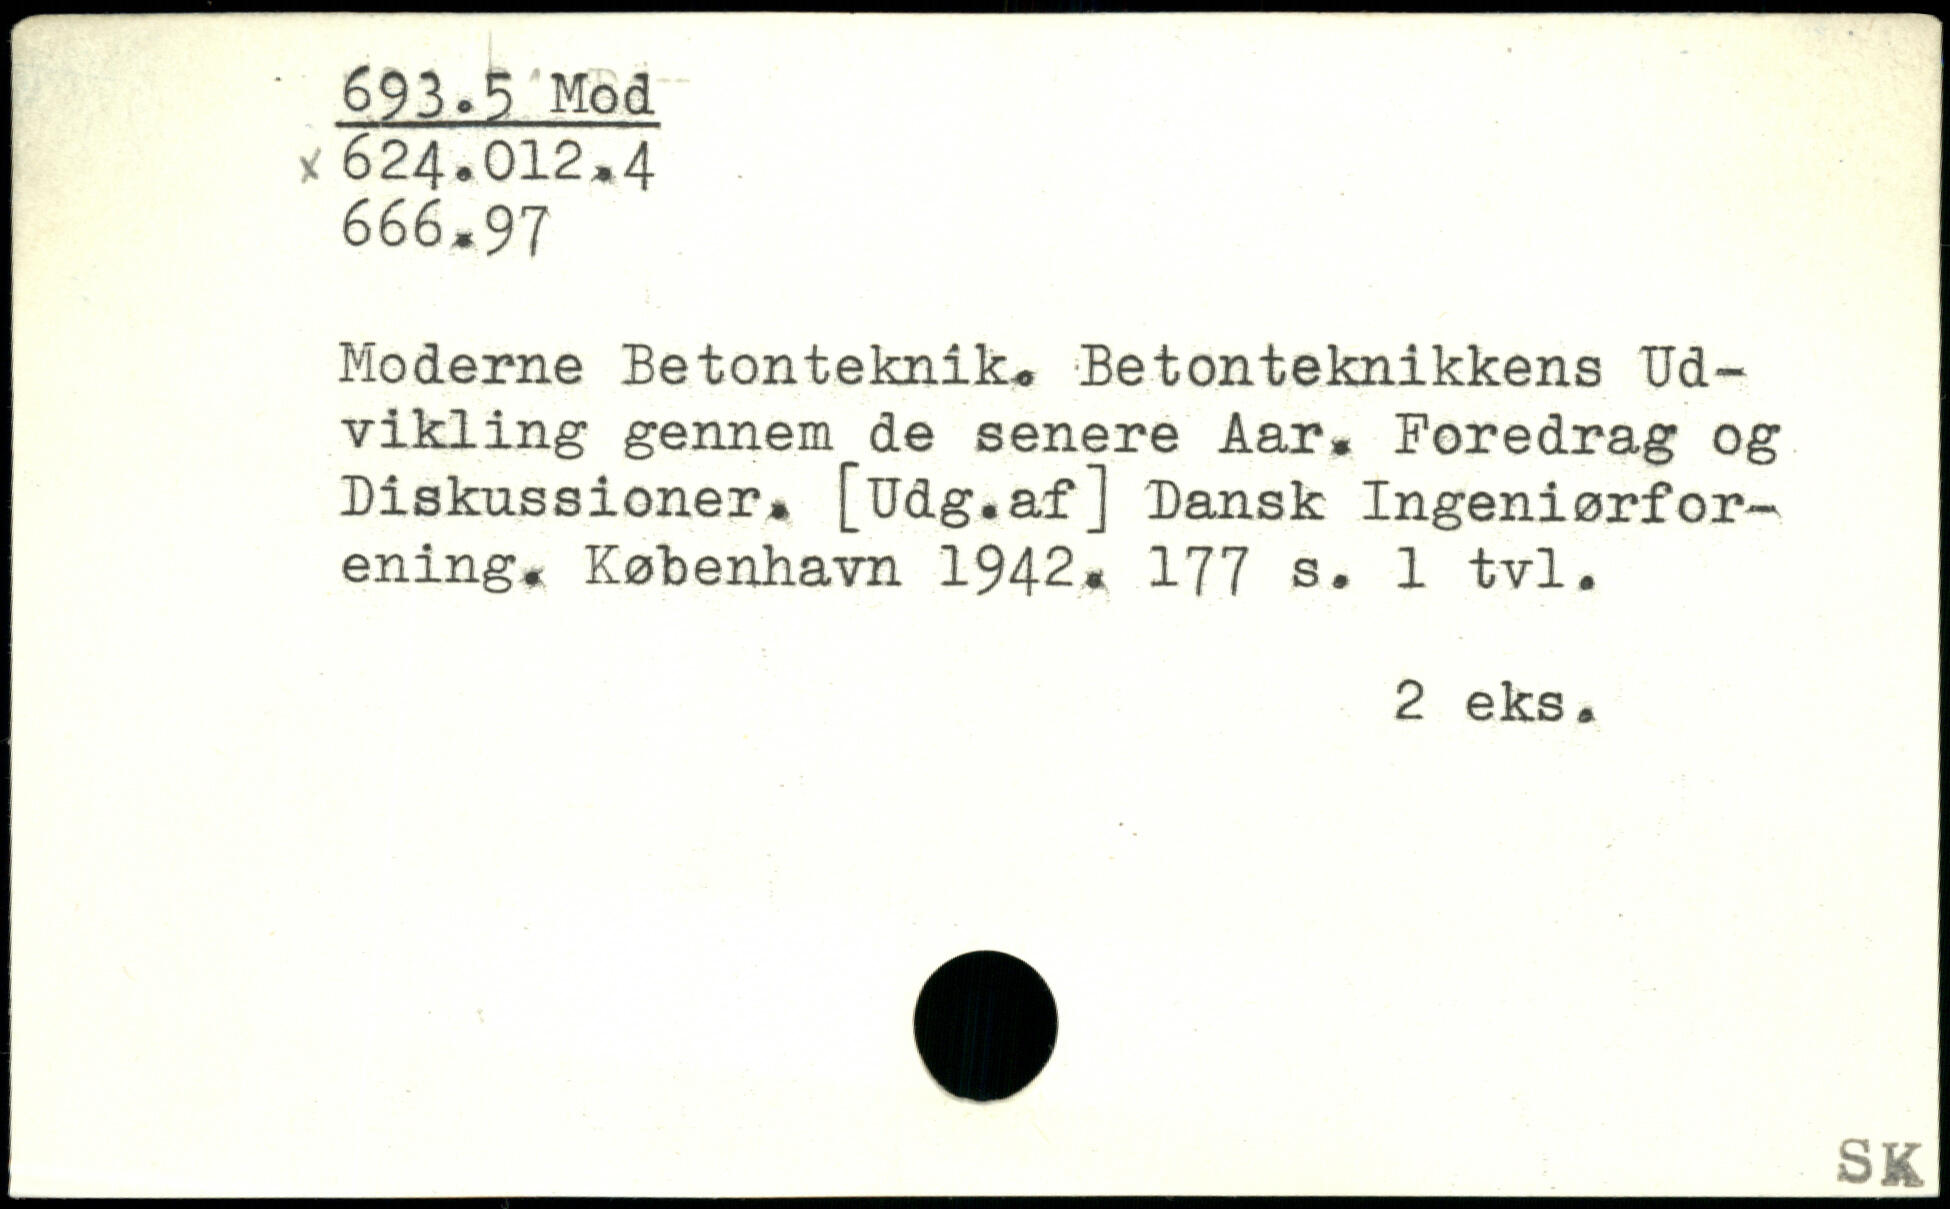 693.5 Mod
x 624.012.4
666.97
Moderne Betonteknik. Betonteknikkens Ud-
vikling gennem de senere Aar. Foredrag og
Diskussioner. [Udg.af] Dansk Ingeniørfor-
ening. København 1942. 177 s. 1 tvl.
2 eks.
SK